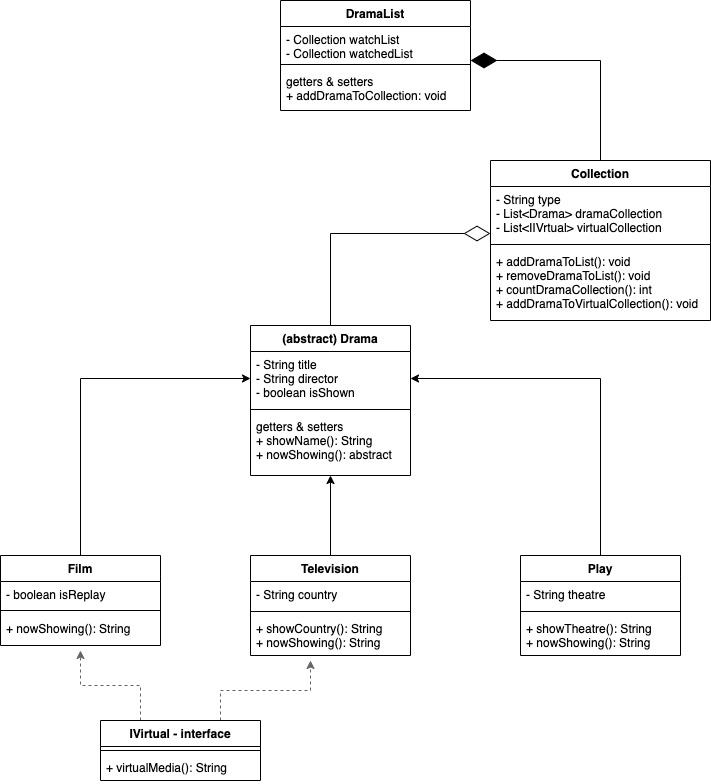 DramaList
- Collection watchList
- Collection watchedList
getters & setters
+ addDramaToCollection: void
Collection
- String type
- List<Drama> dramaCollection
- List<IIVrtual> virtualCollection
+ addDramaToList(): void
+ removeDramaToList(): void
+ countDramaCollection(): int
+ addDramaToVirtualCollection(): void
(abstract) Drama
- String title
- String director
- boolean isShown
getters & setters
+ showName(): String
+ nowShowing(): abstract
Film
- boolean isReplay
+ nowShowing(): String
Television
- String country
+ showCountry(): String
+ nowShowing(): String
Play
- String theatre
+ showTheatre(): String
+ nowShowing(): String
IVirtual - interface
+ virtualMedia(): String